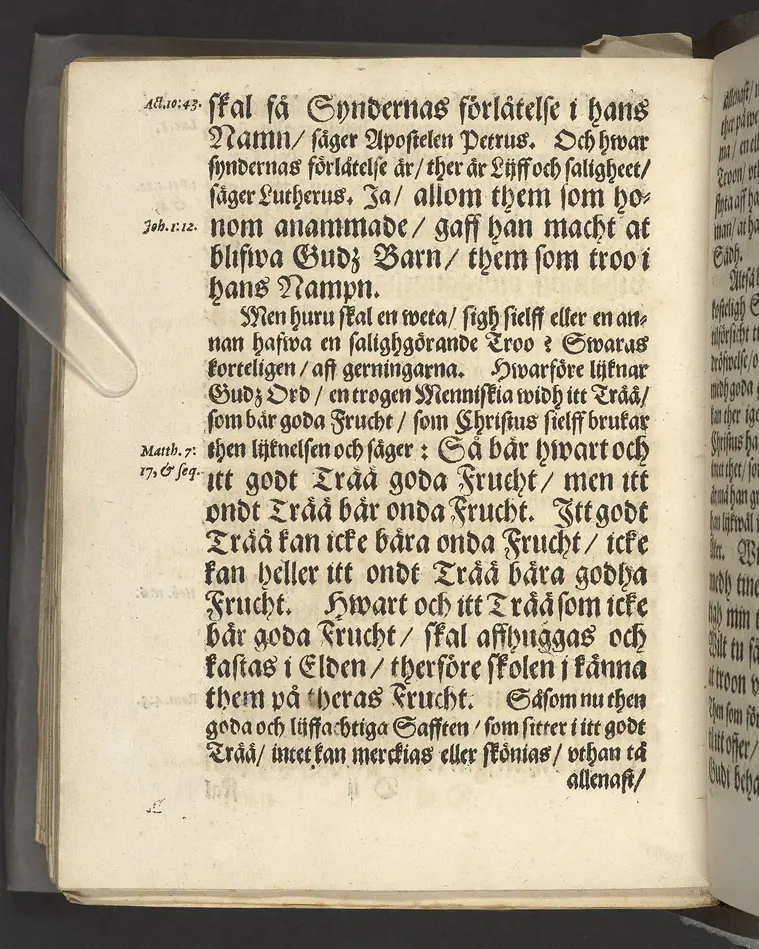 Act. 10:43. skal få Syndernas förlåtelse i hans
Namn/ säger Apostelen Petrus. Och hwar
syndernas förlåtelse är/ ther är Lijff och saligheet/
säger Lutherus. Ja/ allom them som ho-
Joh. 1:12. nom anammade/ gaff han macht at
blifwa Gudz Barn/ them som troo i
hans Nampn.
Men huru skal en weta/ sigh sielff eller en an-
nan hafwa en salighgörande Troo? Swaras
korteligen/ aff gerningarna. Hwarföre lijknar
Gudz Ord/ en trogen Menniskia widh itt Trää/
som bär goda Frucht/ som Christus sielff brukar
Matth. 7: then lijknelsen och säger: Så bär hwart och
17, & seq. itt godt Trää goda Frucht/ men itt
ondt Trää bär onda Frucht. Itt godt
Trää kan icke bära onda Frucht/ icke
kan heller itt ondt Trää bära godha
Frucht. Hwart och itt Trää som icke
bär goda Frucht/ skal affhuggas och
kastas i Elden/ therföre skolen j känna
them på theras Frucht. Såsom nu then
goda och lijffachtiga Safften/ som sitter i itt godt
Trää/ intet kan merckias eller skönias/ vthan tå
allenast/